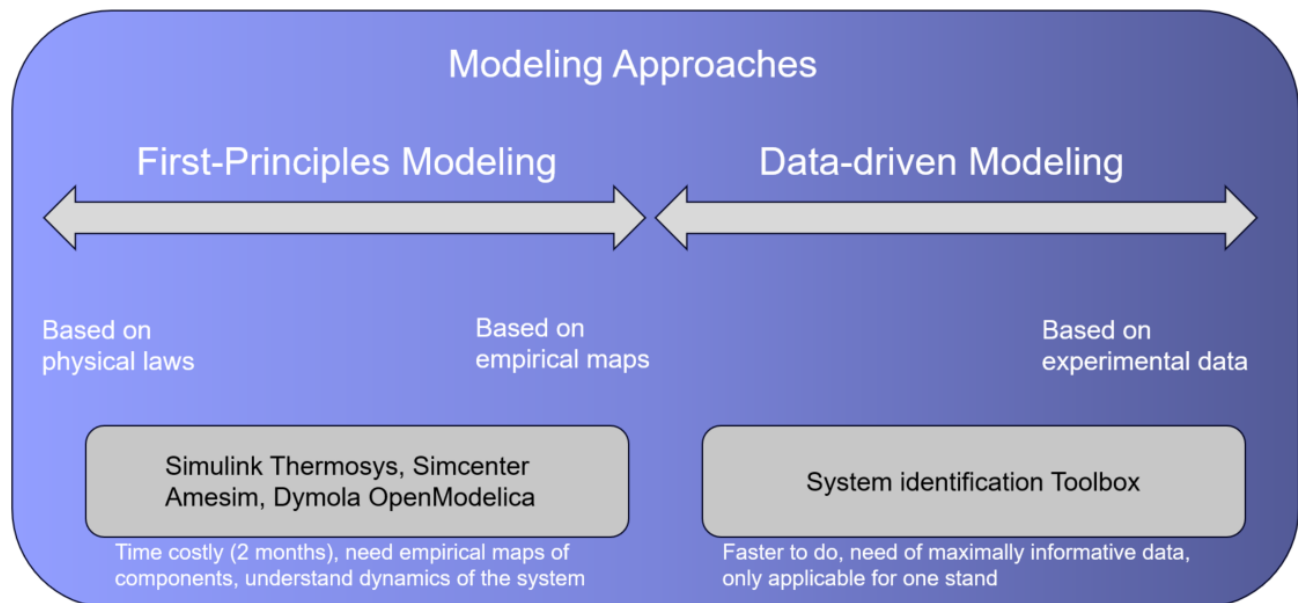 Modeling Approaches
First-Principles Modeling
Data-driven Modeling
Based on
physical laws
Based on
empirical maps
Based on
experimental data
Simulink Thermosys, Simcenter
Amesim, Dymola OpenModelica
System identification Toolbox
Time costly (2 months), need empirical maps of
components, understand dynamics of the system
Faster to do, need of maximally informative data,
only applicable for one stand